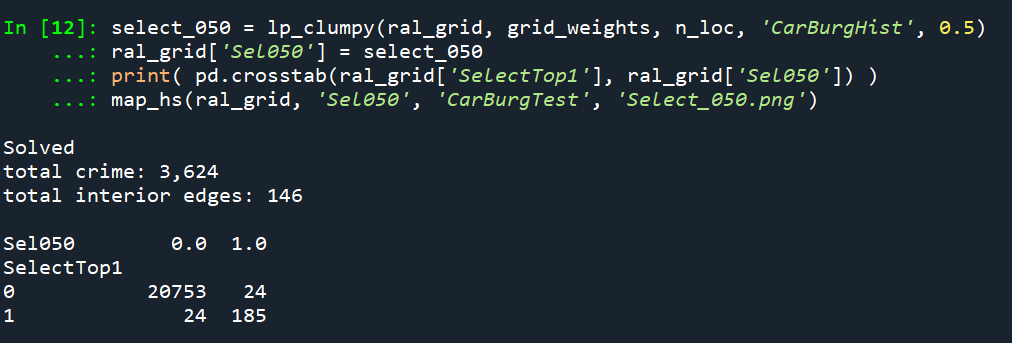 In [12]: select_050 = lp_clumpy(ral_grid, grid_weights, n_loc, 'CarBurgHist', 0.5)
...: ral_grid['Sel050'] = select_050
...: print( pd.crosstab(ral_grid['SelectTop1'], ral_grid['Sel050']) )
...: map_hs(ral_grid, 'Sel050', 'CarBurgTest', 'Select_050.png')
Solved
total crime: 3,624
total interior edges: 146
Sel050 0.0 1.0
SelectTop1
0 20753 24
1 24 185